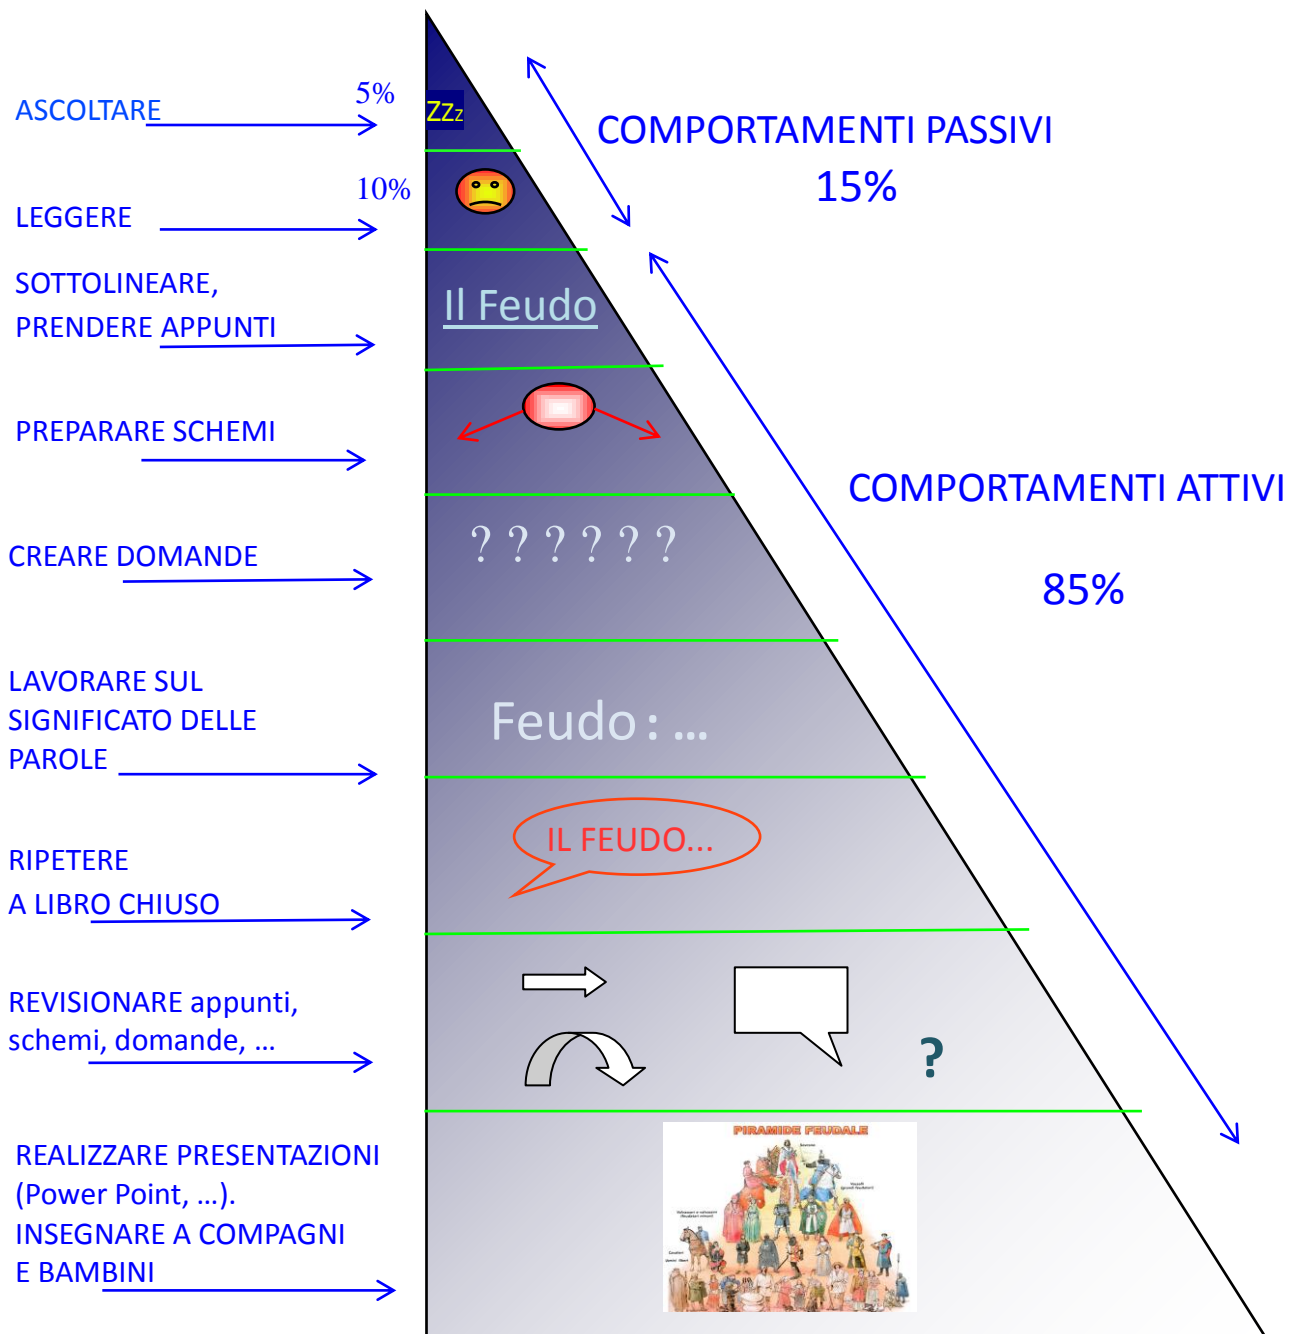 ASCOLTARE
5%
ZZz
COMPORTAMENTI PASSIVI
15%
10%
LEGGERE
SOTTOLINEARE,
PRENDERE APPUNTI
Il Feudo
PREPARARE SCHEMI
COMPORTAMENTI ATTIVI
85%
CREARE DOMANDE
? ? ? ? ? ?
LAVORARE SUL
SIGNIFICATO DELLE
PAROLE
Feudo : ...
RIPETERE
A LIBRO CHIUSO
IL FEUDO...
REVISIONARE appunti,
schemi, domande, ...
?
REALIZZARE PRESENTAZIONI
(Power Point, ...).
INSEGNARE A COMPAGNI
E BAMBINI
PIRAMIDE FEUDALE